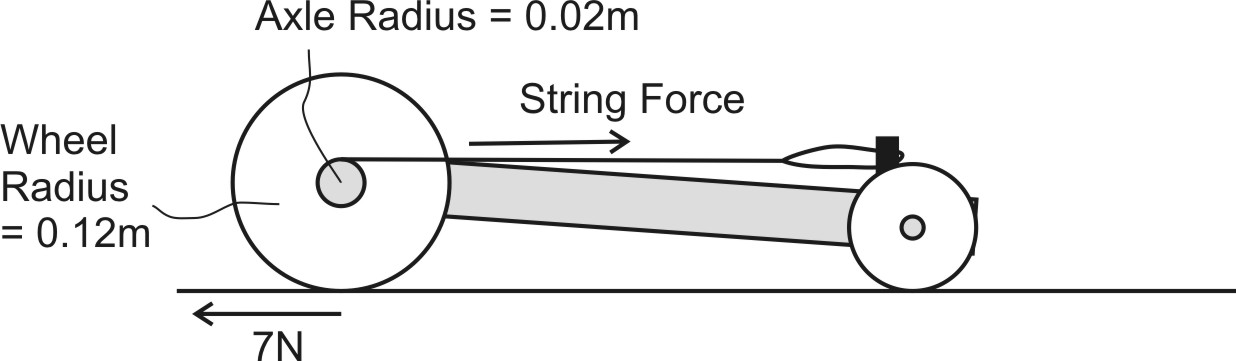 Axle Radius = 0.02m
String Force
Wheel
Radius
= 0.12m
7N